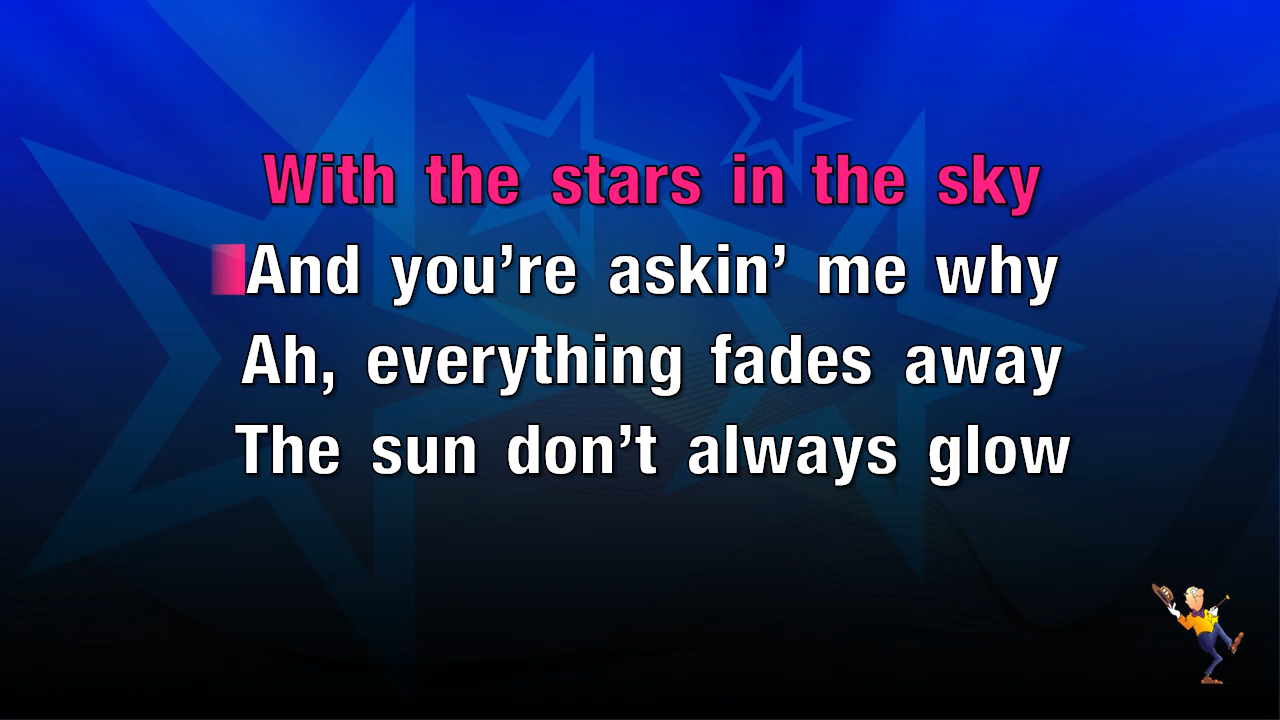 With the stars in the sky
And you’re askin’ me why
Ah, everything fades away
The sun don’t always glow